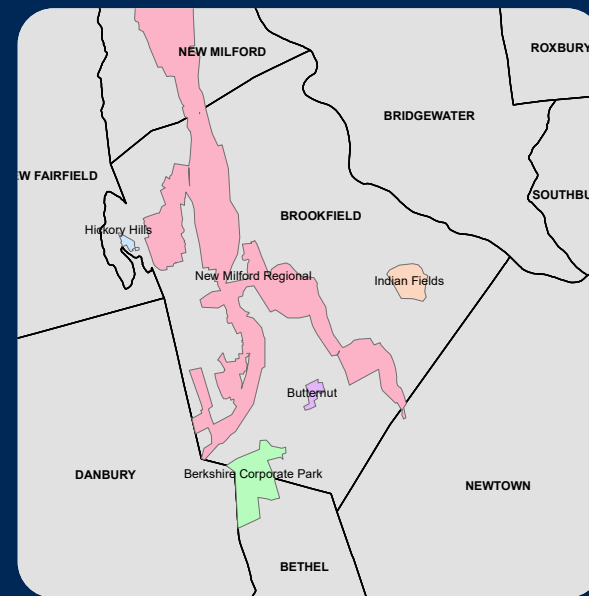 NEW MILFORD
ROXBURY
BRIDGEWATER
W FAIRFIELD
SOUTHBU
BROOKFIELD
Hickory Hills
New Milford Regional
Indian Fields
Butternut
Berkshire Corporate Park
DANBURY
NEWTOWN
BETHEL